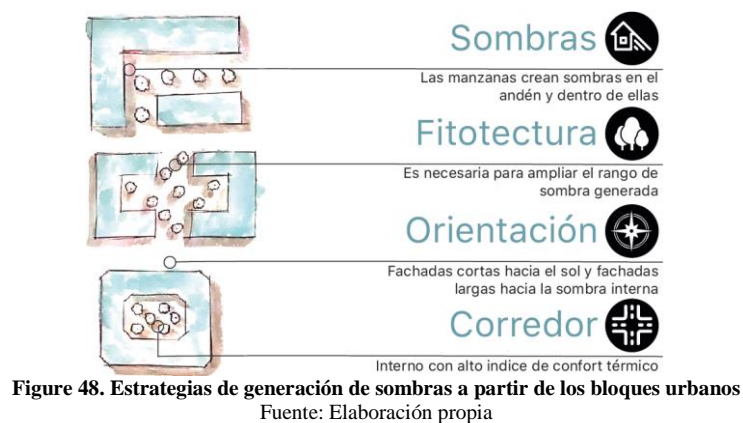 Sombras
Las manzanas crean sombras en el
andén y dentro de ellas
Fitotectura
Es necesaria para ampliar el rango de
sombra generada
Orientación
Fachadas cortas hacia el sol y fachadas
largas hacia la sombra interna
Corredor
Interno con alto indice de confort térmico
Figure 48. Estrategias de generación de sombras a partir de los bloques urbanos
Fuente: Elaboración propia